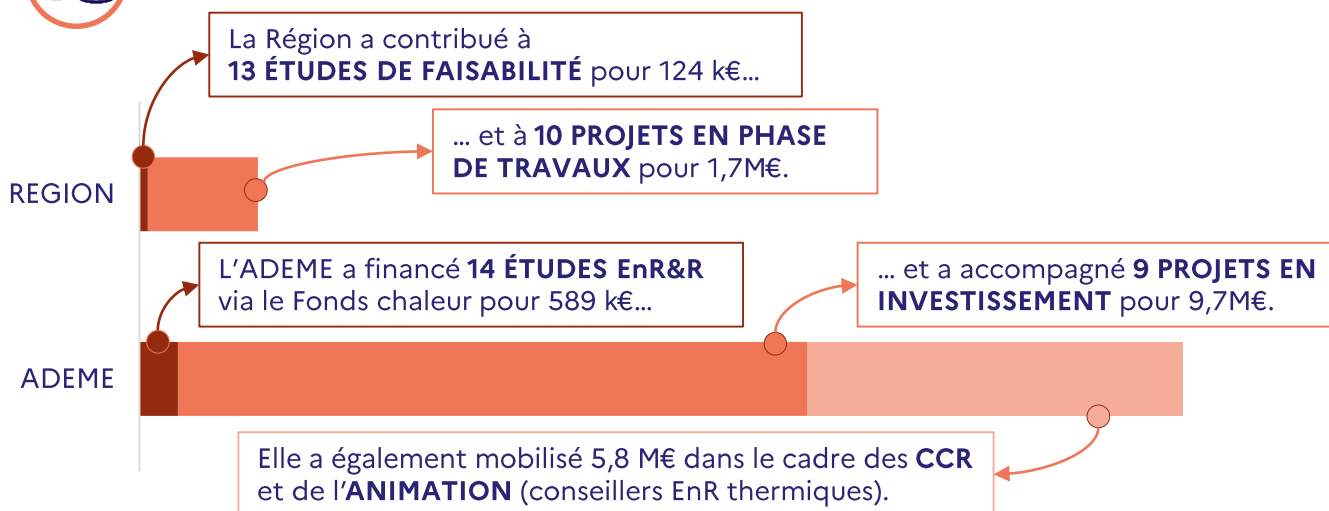 La Région a contribué à
13 ÉTUDES DE FAISABILITÉ pour 124 k€...
... et à 10 PROJETS EN PHASE
DE TRAVAUX pour 1,7M€.
REGION
L'ADEME a financé 14 ÉTUDES EnR&R
via le Fonds chaleur pour 589 k€...
... et a accompagné 9 PROJETS EN
INVESTISSEMENT pour 9,7M€.
ADEME
Elle a également mobilisé 5,8 M€ dans le cadre des CCR
et de l'ANIMATION (conseillers EnR thermiques).